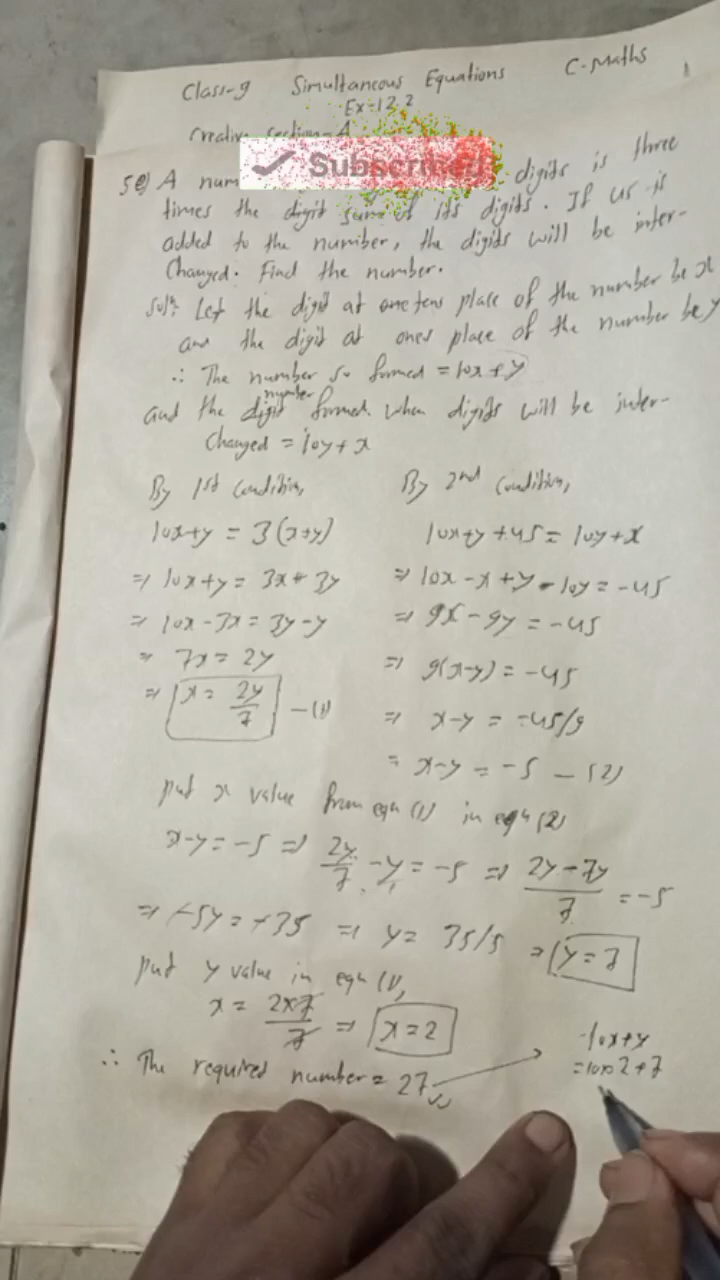 Class-9 Simultaneous Equations C-Maths
Ex-12.2
Creative section-A
Subscribed
5 e) A num digits is three
times the digit sum of its digits. If 45 is
added to the number, the digits will be inter-
Changed. Find the number.
Solⁿ: Let the digit at one tens place of the number be x
and the digit at ones place of the number be y
∴ The number so formed = 10x+y
number
and the digit formed when digits will be inter-
Changed = 10y+x
By 1st Condition,
10x+y = 3(x+y)
⇒ 10x+y = 3x+3y
⇒ 10x-3x = 3y-y
⇒ 7x = 2y
⇒ x = 2y/7 —(1)
By 2nd condition,
10x+y+45 = 10y+x
⇒ 10x-x+y-10y = -45
⇒ 9x-9y = -45
⇒ 9(x-y) = -45
⇒ x-y = -45/9
= x-y = -5 —(2)
put x value from eqn (1) in eqn (2)
x-y = -5 ⇒ 2y/7 - y/1 = -5 ⇒ 2y-7y/7 = -5
⇒ -5y = -35 ⇒ y = 35/5 ⇒ y = 7
put y value in eqn (1),
x = 2x7/7 ⇒ x = 2
10x+y
∴ The required number = 27
=10x2+7